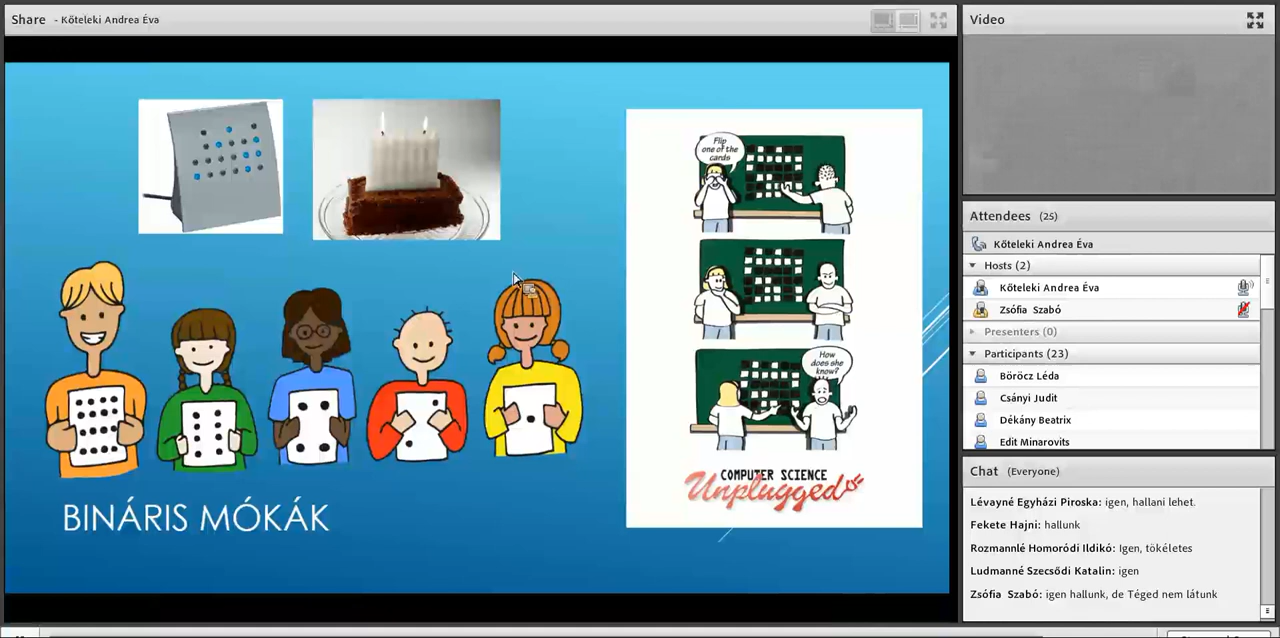 Share - Kőteleki Andrea Éva
Flip
one of the
cards
How
does she
know?
COMPUTER SCIENCE
Unplugged
BINÁRIS MÓKÁK
Video
Attendees (25)
Kőteleki Andrea Éva
Hosts (2)
Kőteleki Andrea Éva
Zsófia Szabó
Presenters (0)
Participants (23)
Böröcz Léda
Csányi Judit
Dékány Beatrix
Edit Minarovits
Chat (Everyone)
Lévayné Egyházi Piroska: igen, hallani lehet.
Fekete Hajni: hallunk
Rozmannlé Homoródi Ildikó: Igen, tökéletes
Ludmanné Szecsődi Katalin: igen
Zsófia Szabó: igen hallunk, de Téged nem látunk